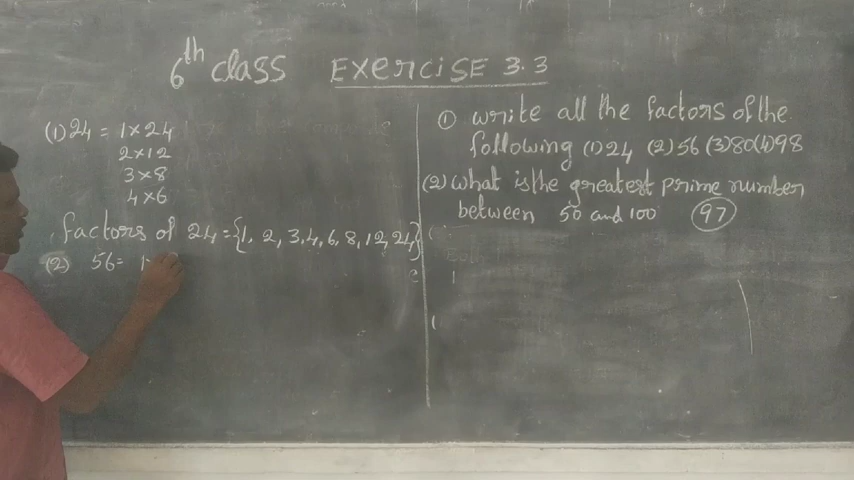 6th class Exercise 3.3
(1) 24 = 1×24
2×12
3×8
4×6
factors of 24 = {1, 2, 3, 4, 6, 8, 12, 24}
(2) 56 = 1
① write all the factors of the
following (1) 24 (2) 56 (3) 80 (4) 98
(2) what is the greatest prime number
between 50 and 100 97